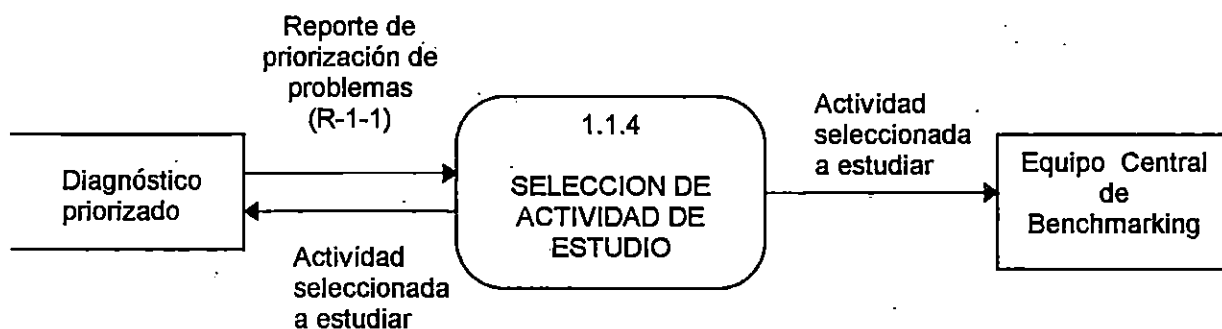 Reporte de
priorización de
problemas
(R-1-1)
Diagnóstico
priorizado
Actividad
seleccionada
a estudiar
1.1.4
SELECCION DE
ACTIVIDAD DE
ESTUDIO
Actividad
seleccionada
a estudiar
Equipo Central
de
Benchmarking